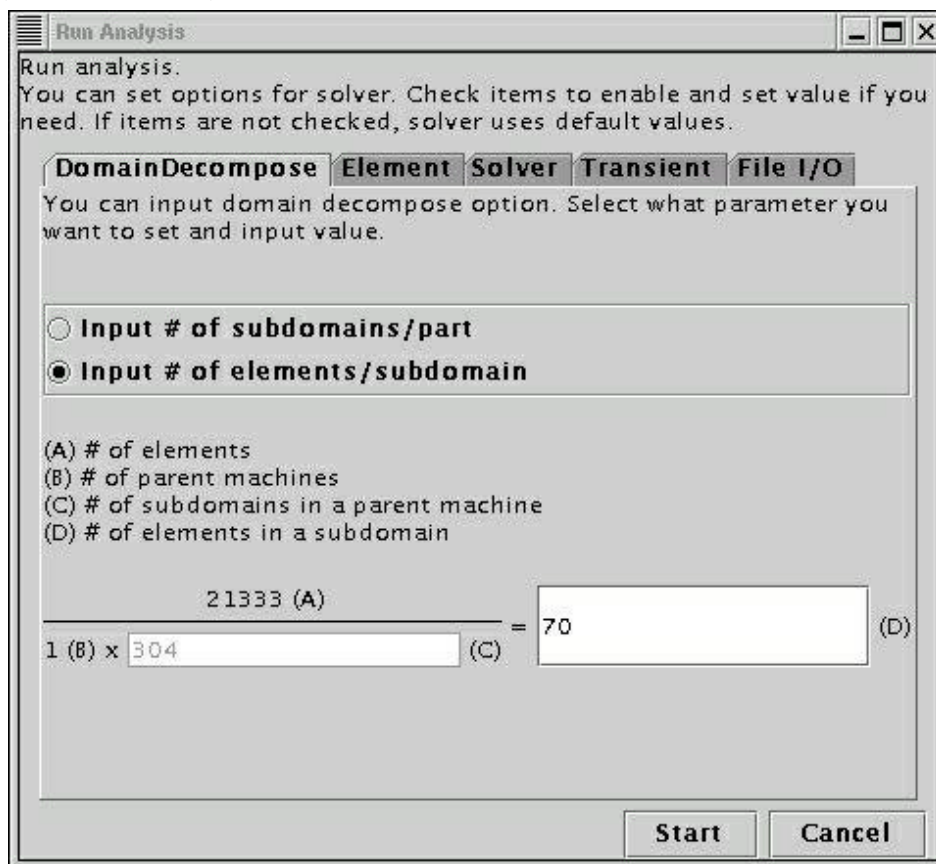 Run Analysis
Run analysis.
You can set options for solver. Check items to enable and set value if you
need. If items are not checked, solver uses default values.
DomainDecompose Element Solver Transient File I/O
You can input domain decompose option. Select what parameter you
want to set and input value.
Input # of subdomains/part
Input # of elements/subdomain
(A) # of elements
(B) # of parent machines
(C) # of subdomains in a parent machine
(D) # of elements in a subdomain
21333 (A)
1 (B) x 304 (C) = 70 (D)
Start Cancel